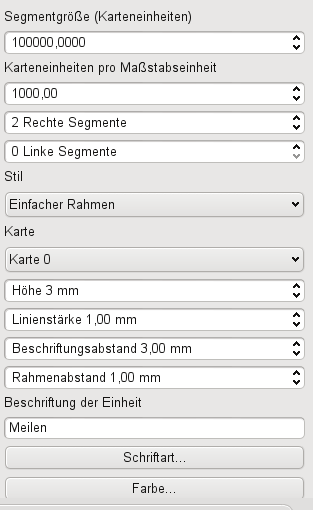 Segmentgröße (Karteneinheiten)
100000,0000
Karteneinheiten pro Maßstabseinheit
1000,00
2 Rechte Segmente
0 Linke Segmente
Stil
Einfacher Rahmen
Karte
Karte 0
Höhe 3 mm
Linienstärke 1,00 mm
Beschriftungsabstand 3,00 mm
Rahmenabstand 1,00 mm
Beschriftung der Einheit
Meilen
Schriftart...
Farbe...